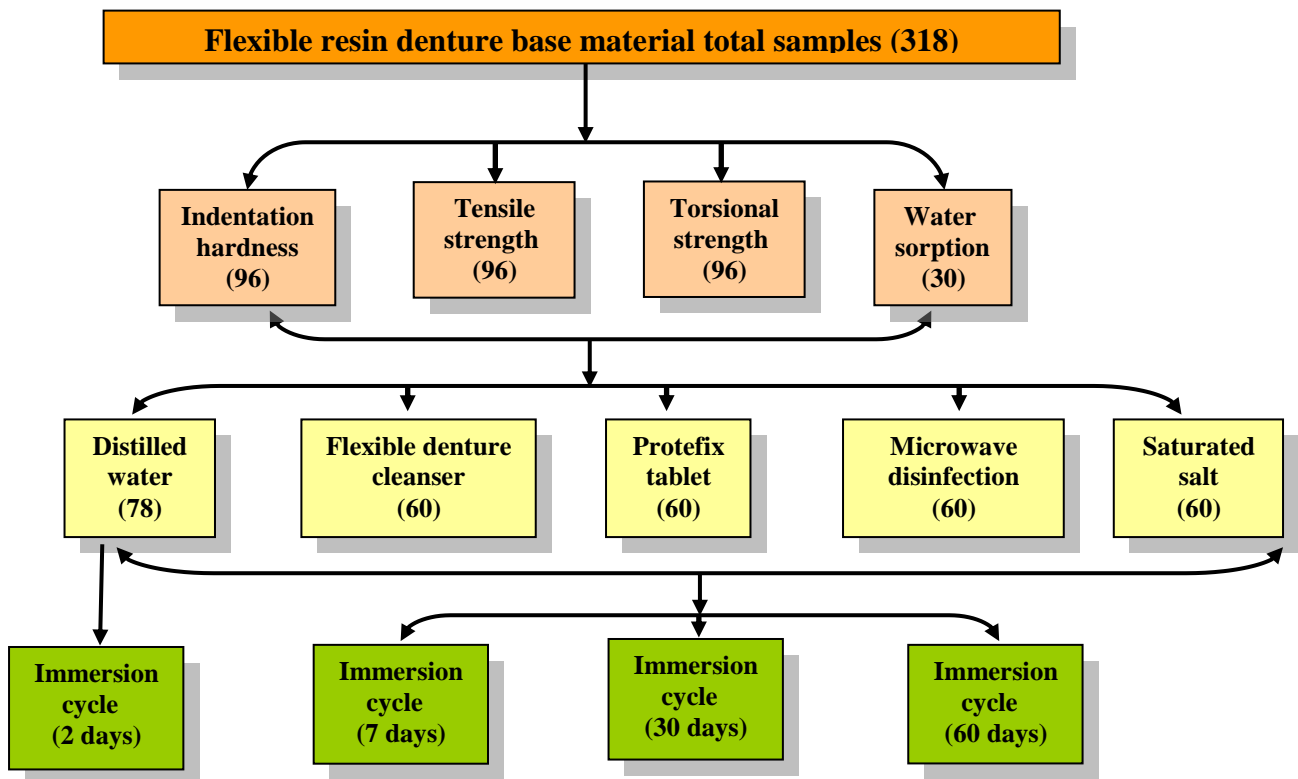 Flexible resin denture base material total samples (318)
Indentation
hardness
(96)
Tensile
strength
(96)
Torsional
strength
(96)
Water
sorption
(30)
Distilled
water
(78)
Flexible denture
cleanser
(60)
Protefix
tablet
(60)
Microwave
disinfection
(60)
Saturated
salt
(60)
Immersion
cycle
(2 days)
Immersion
cycle
(7 days)
Immersion
cycle
(30 days)
Immersion
cycle
(60 days)